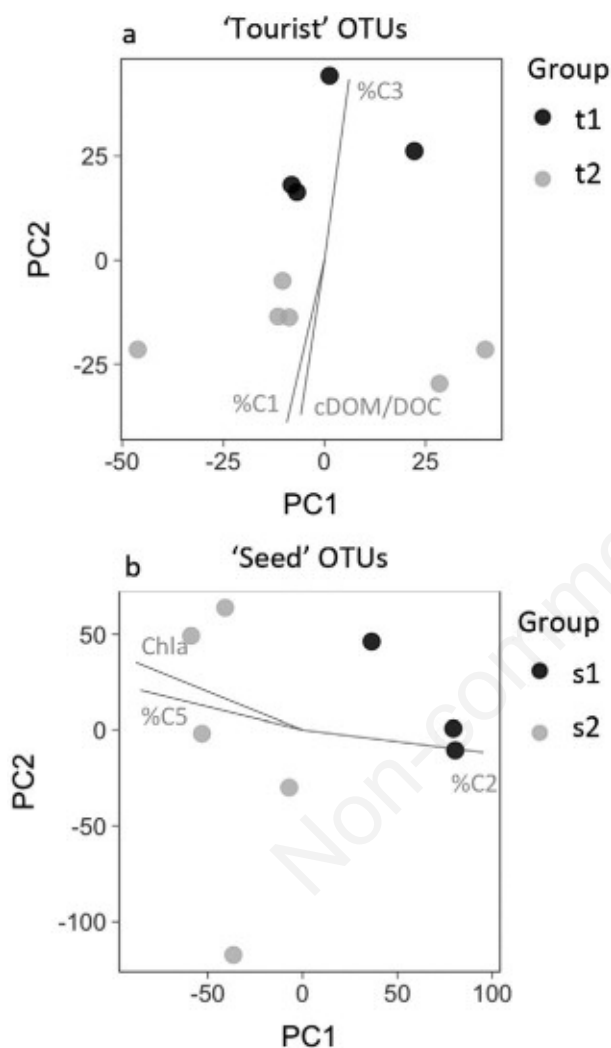 a
'Tourist' OTUs
Group
t1
t2
%C3
%C1
cDOM/DOC
25
0
-25
PC2
-50
-25
0
25
PC1
b
'Seed' OTUs
Group
s1
s2
Chla
%C5
%C2
50
0
-50
-100
PC2
-50
0
50
100
PC1
Non-comme